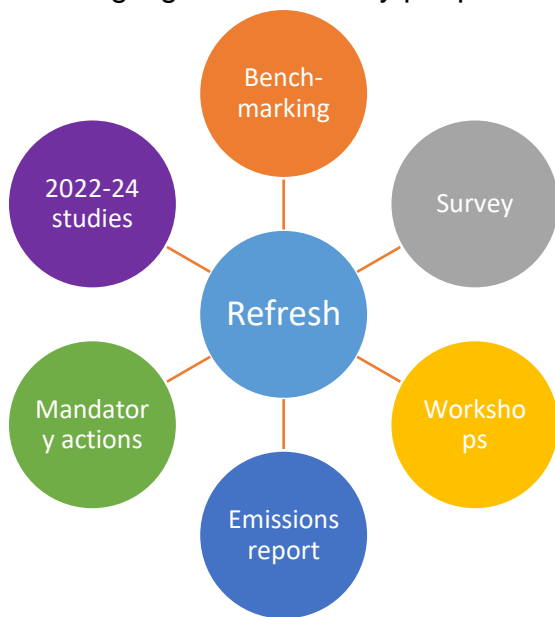 Bench-
marking
2022-24
studies
Survey
Refresh
Mandator
y actions
Worksho
ps
Emissions
report